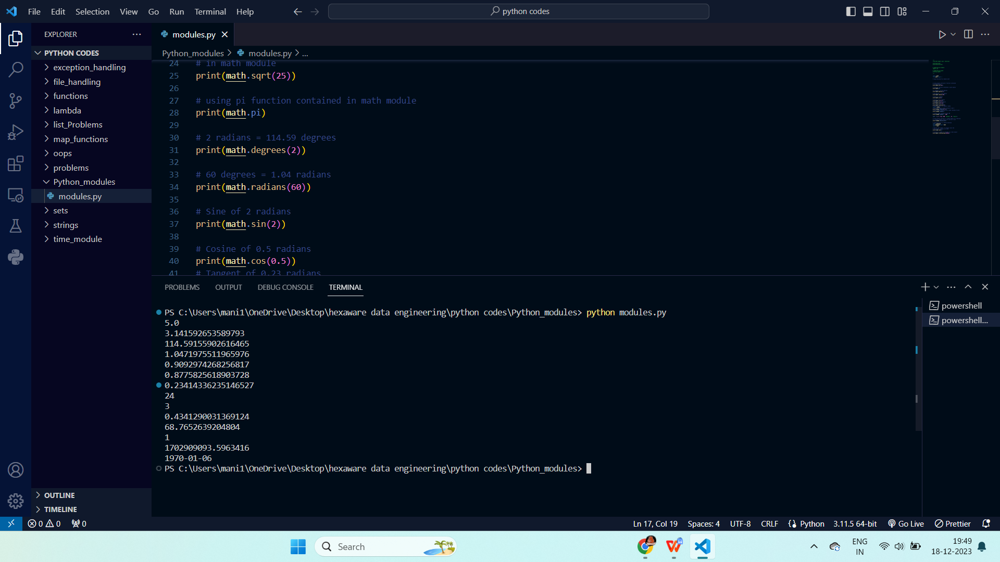 File Edit Selection View Go Run Terminal Help
python codes
EXPLORER
PYTHON CODES
exception_handling
file_handling
functions
lambda
list_Problems
map_functions
oops
problems
Python_modules
modules.py
sets
strings
time_module
OUTLINE
TIMELINE
modules.py
Python_modules > modules.py > ...
24 # in math module
25 print(math.sqrt(25))
26
27 # using pi function contained in math module
28 print(math.pi)
29
30 # 2 radians = 114.59 degrees
31 print(math.degrees(2))
32
33 # 60 degrees = 1.04 radians
34 print(math.radians(60))
35
36 # Sine of 2 radians
37 print(math.sin(2))
38
39 # Cosine of 0.5 radians
40 print(math.cos(0.5))
41 # Tangent of 0.23 radians
PROBLEMS OUTPUT DEBUG CONSOLE TERMINAL
PS C:\Users\mani1\OneDrive\Desktop\hexaware data engineering\python codes\Python_modules> python modules.py
5.0
3.141592653589793
114.59155902616465
1.0471975511965976
0.9092974268256817
0.8775825618903728
0.23414336235146527
24
3
0.4341290031369124
68.7652639204804
1
1702909093.5963416
1970-01-06
PS C:\Users\mani1\OneDrive\Desktop\hexaware data engineering\python codes\Python_modules>
powershell
powershell...
0 0 0
Ln 17, Col 19 Spaces: 4 UTF-8 CRLF Python 3.11.5 64-bit Go Live Prettier
Search
ENG
IN
19:49
18-12-2023